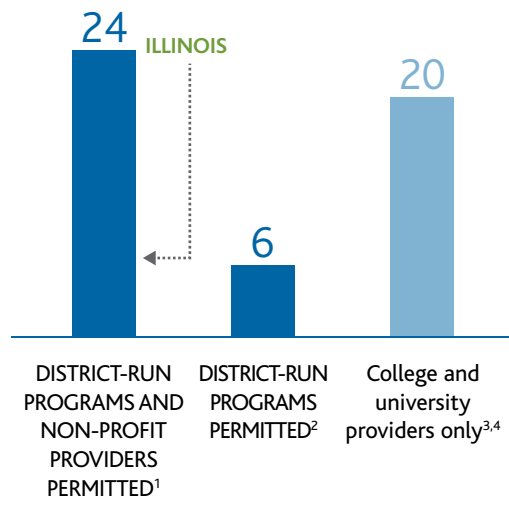 24
ILLINOIS
20
6
DISTRICT-RUN
PROGRAMS AND
NON-PROFIT
PROVIDERS
PERMITTED¹
DISTRICT-RUN
PROGRAMS
PERMITTED²
College and
university
providers only³,⁴